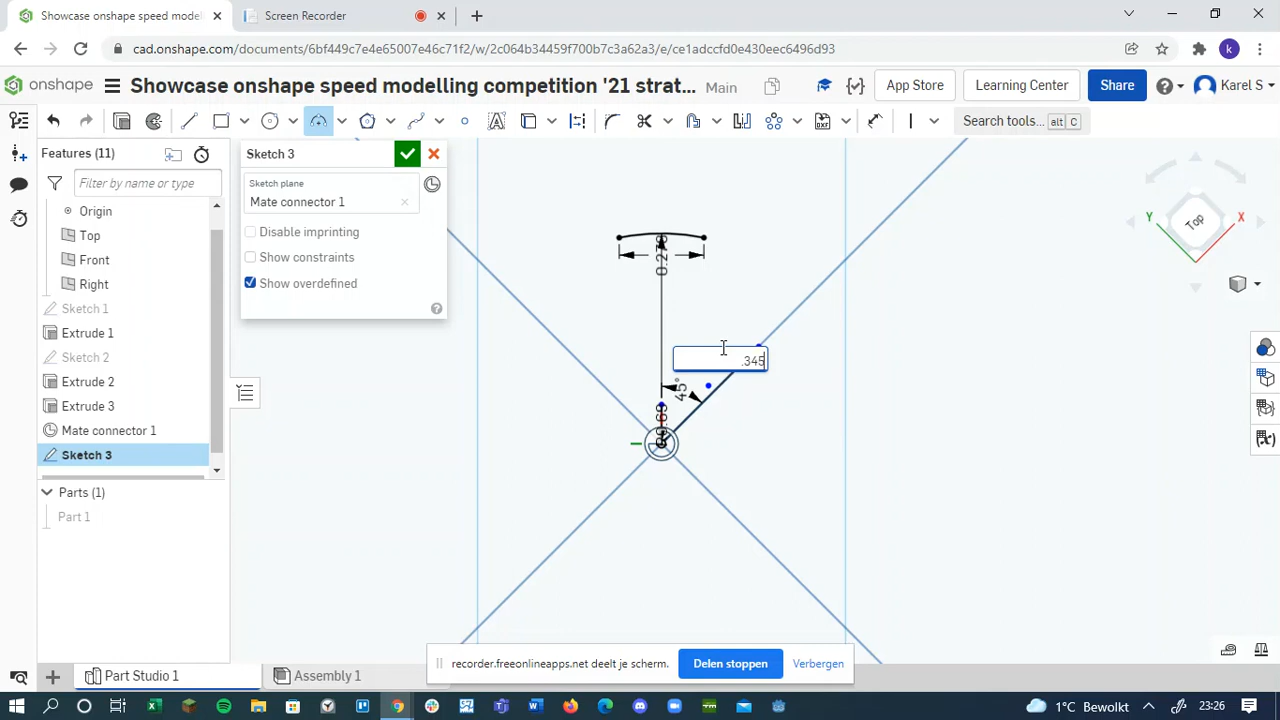 Showcase onshape speed modelli
Screen Recorder
cad.onshape.com/documents/6bf449c7e4e65007e46c71f2/w/2c064b34459f700b7c3a62a3/e/ce1adccfd0e430eec6496d93
k
onshape
Showcase onshape speed modelling competition '21 strat...
Main
App Store
Learning Center
Share
Karel S
Search tools...
alt
C
Features (11)
Filter by name or type
Origin
Top
Front
Right
Sketch 1
Extrude 1
Sketch 2
Extrude 2
Extrude 3
Mate connector 1
Sketch 3
Parts (1)
Part 1
Sketch 3
Sketch plane
Mate connector 1
Disable imprinting
Show constraints
Show overdefined
.345
45°
Top
Y
X
recorder.freeonlineapps.net deelt je scherm.
Delen stoppen
Verbergen
Part Studio 1
Assembly 1
1°C Bewolkt
23:26